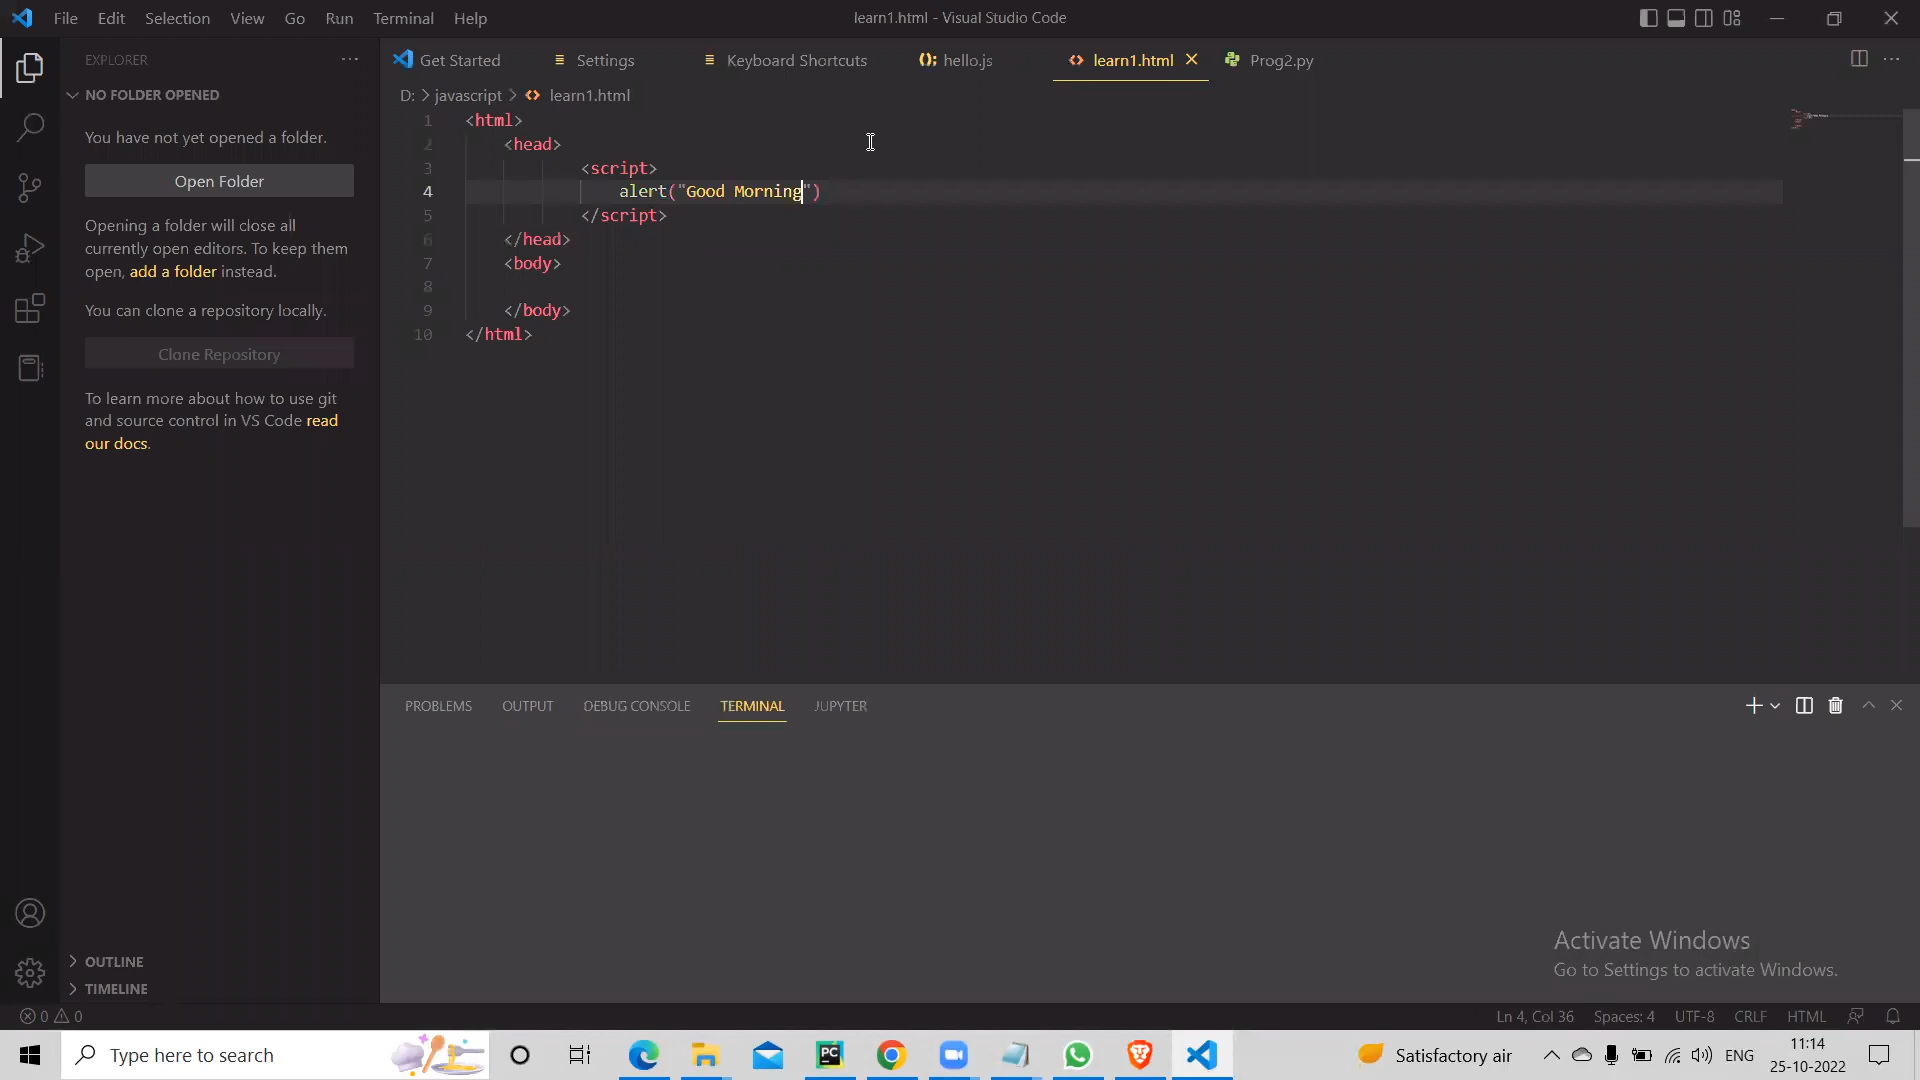 File Edit Selection View Go Run Terminal Help
learn1.html - Visual Studio Code
EXPLORER
NO FOLDER OPENED
You have not yet opened a folder.
Open Folder
Opening a folder will close all
currently open editors. To keep them
open, add a folder instead.
You can clone a repository locally.
Clone Repository
To learn more about how to use git
and source control in VS Code read
our docs.
OUTLINE
TIMELINE
Get Started Settings Keyboard Shortcuts hello.js learn1.html Prog2.py
D: > javascript > learn1.html
1 <html>
2 <head>
3 <script>
4 alert("Good Morning")
5 </script>
6 </head>
7 <body>
8
9 </body>
10 </html>
PROBLEMS OUTPUT DEBUG CONSOLE TERMINAL JUPYTER
Activate Windows
Go to Settings to activate Windows.
0 0 Ln 4, Col 36 Spaces: 4 UTF-8 CRLF HTML
Type here to search
PC
Satisfactory air
ENG
11:14
25-10-2022